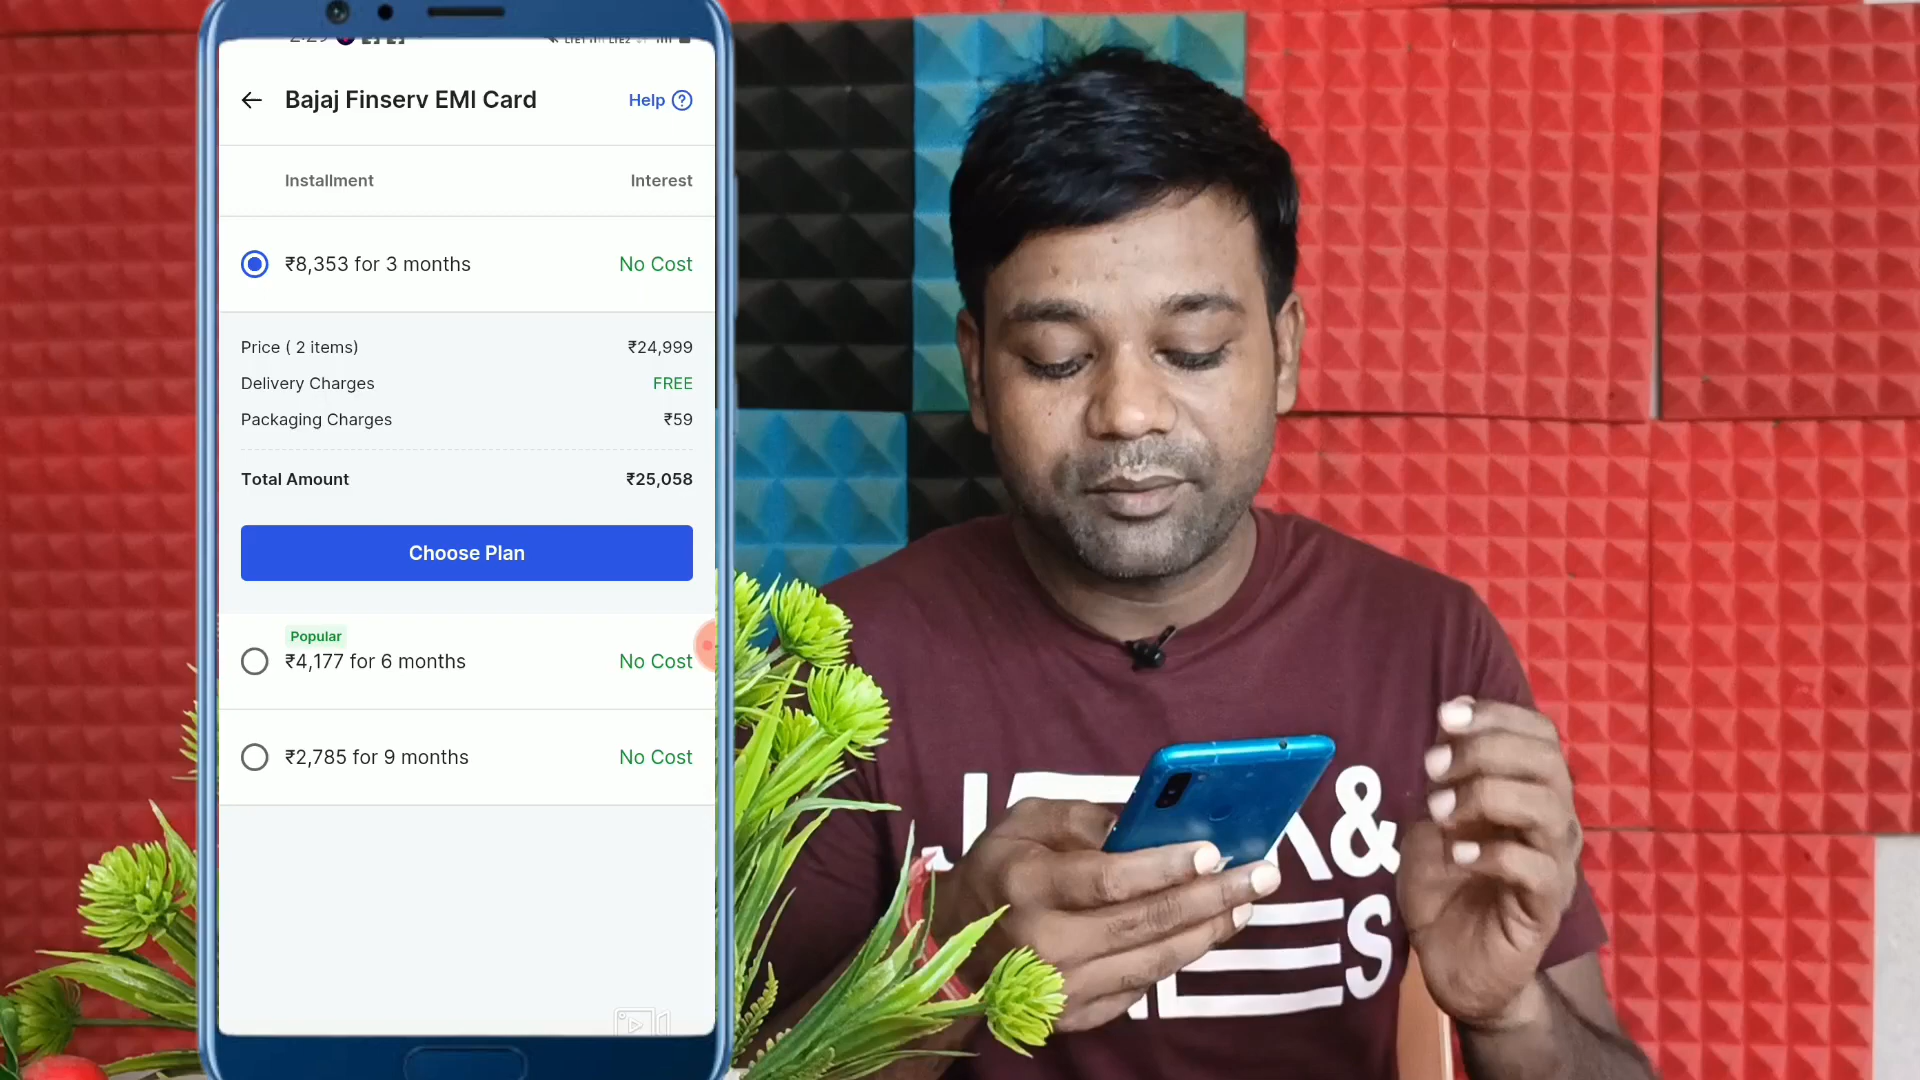 Bajaj Finserv EMI Card
Help ?
Installment Interest
₹8,353 for 3 months No Cost
Price ( 2 items) ₹24,999
Delivery Charges FREE
Packaging Charges ₹59
Total Amount ₹25,058
Choose Plan
Popular
₹4,177 for 6 months No Cost
₹2,785 for 9 months No Cost